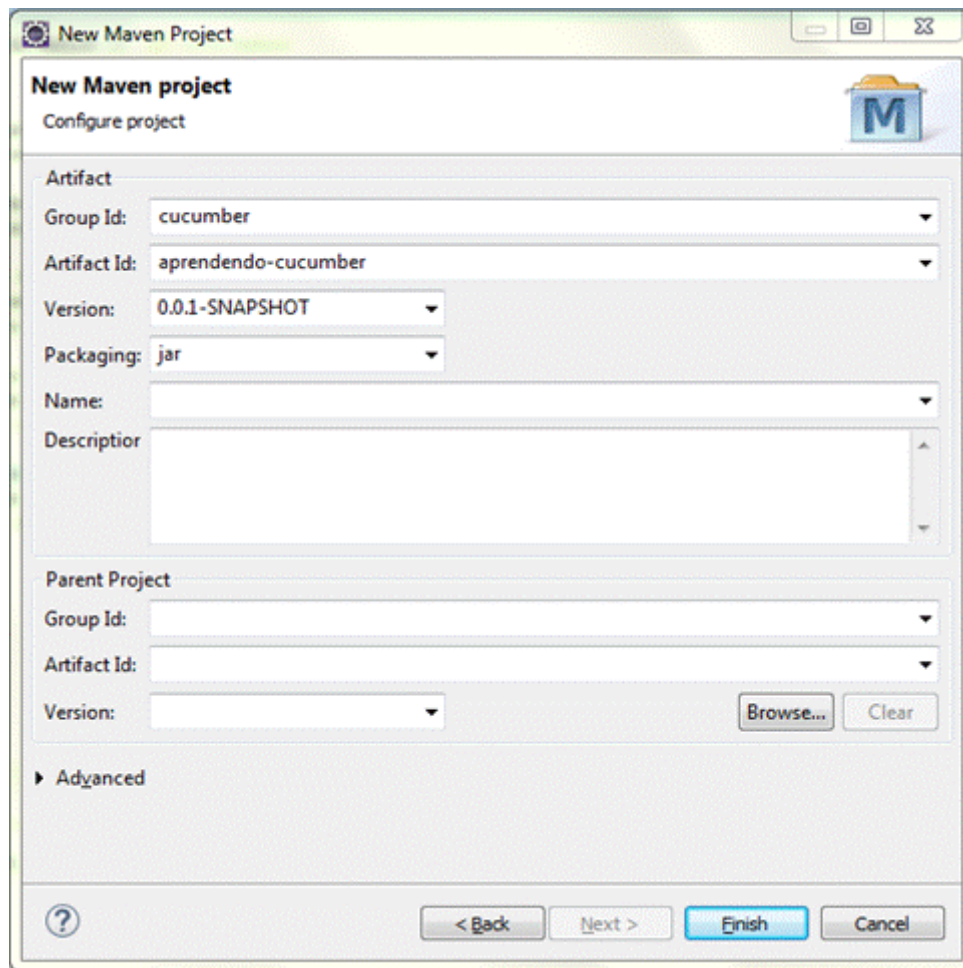 New Maven Project
New Maven project
Configure project
M
Artifact
Group Id: cucumber
Artifact Id: aprendendo-cucumber
Version: 0.0.1-SNAPSHOT
Packaging: jar
Name:
Descriptior
Parent Project
Group Id:
Artifact Id:
Version: Browse... Clear
Advanced
? < Back Next > Finish Cancel